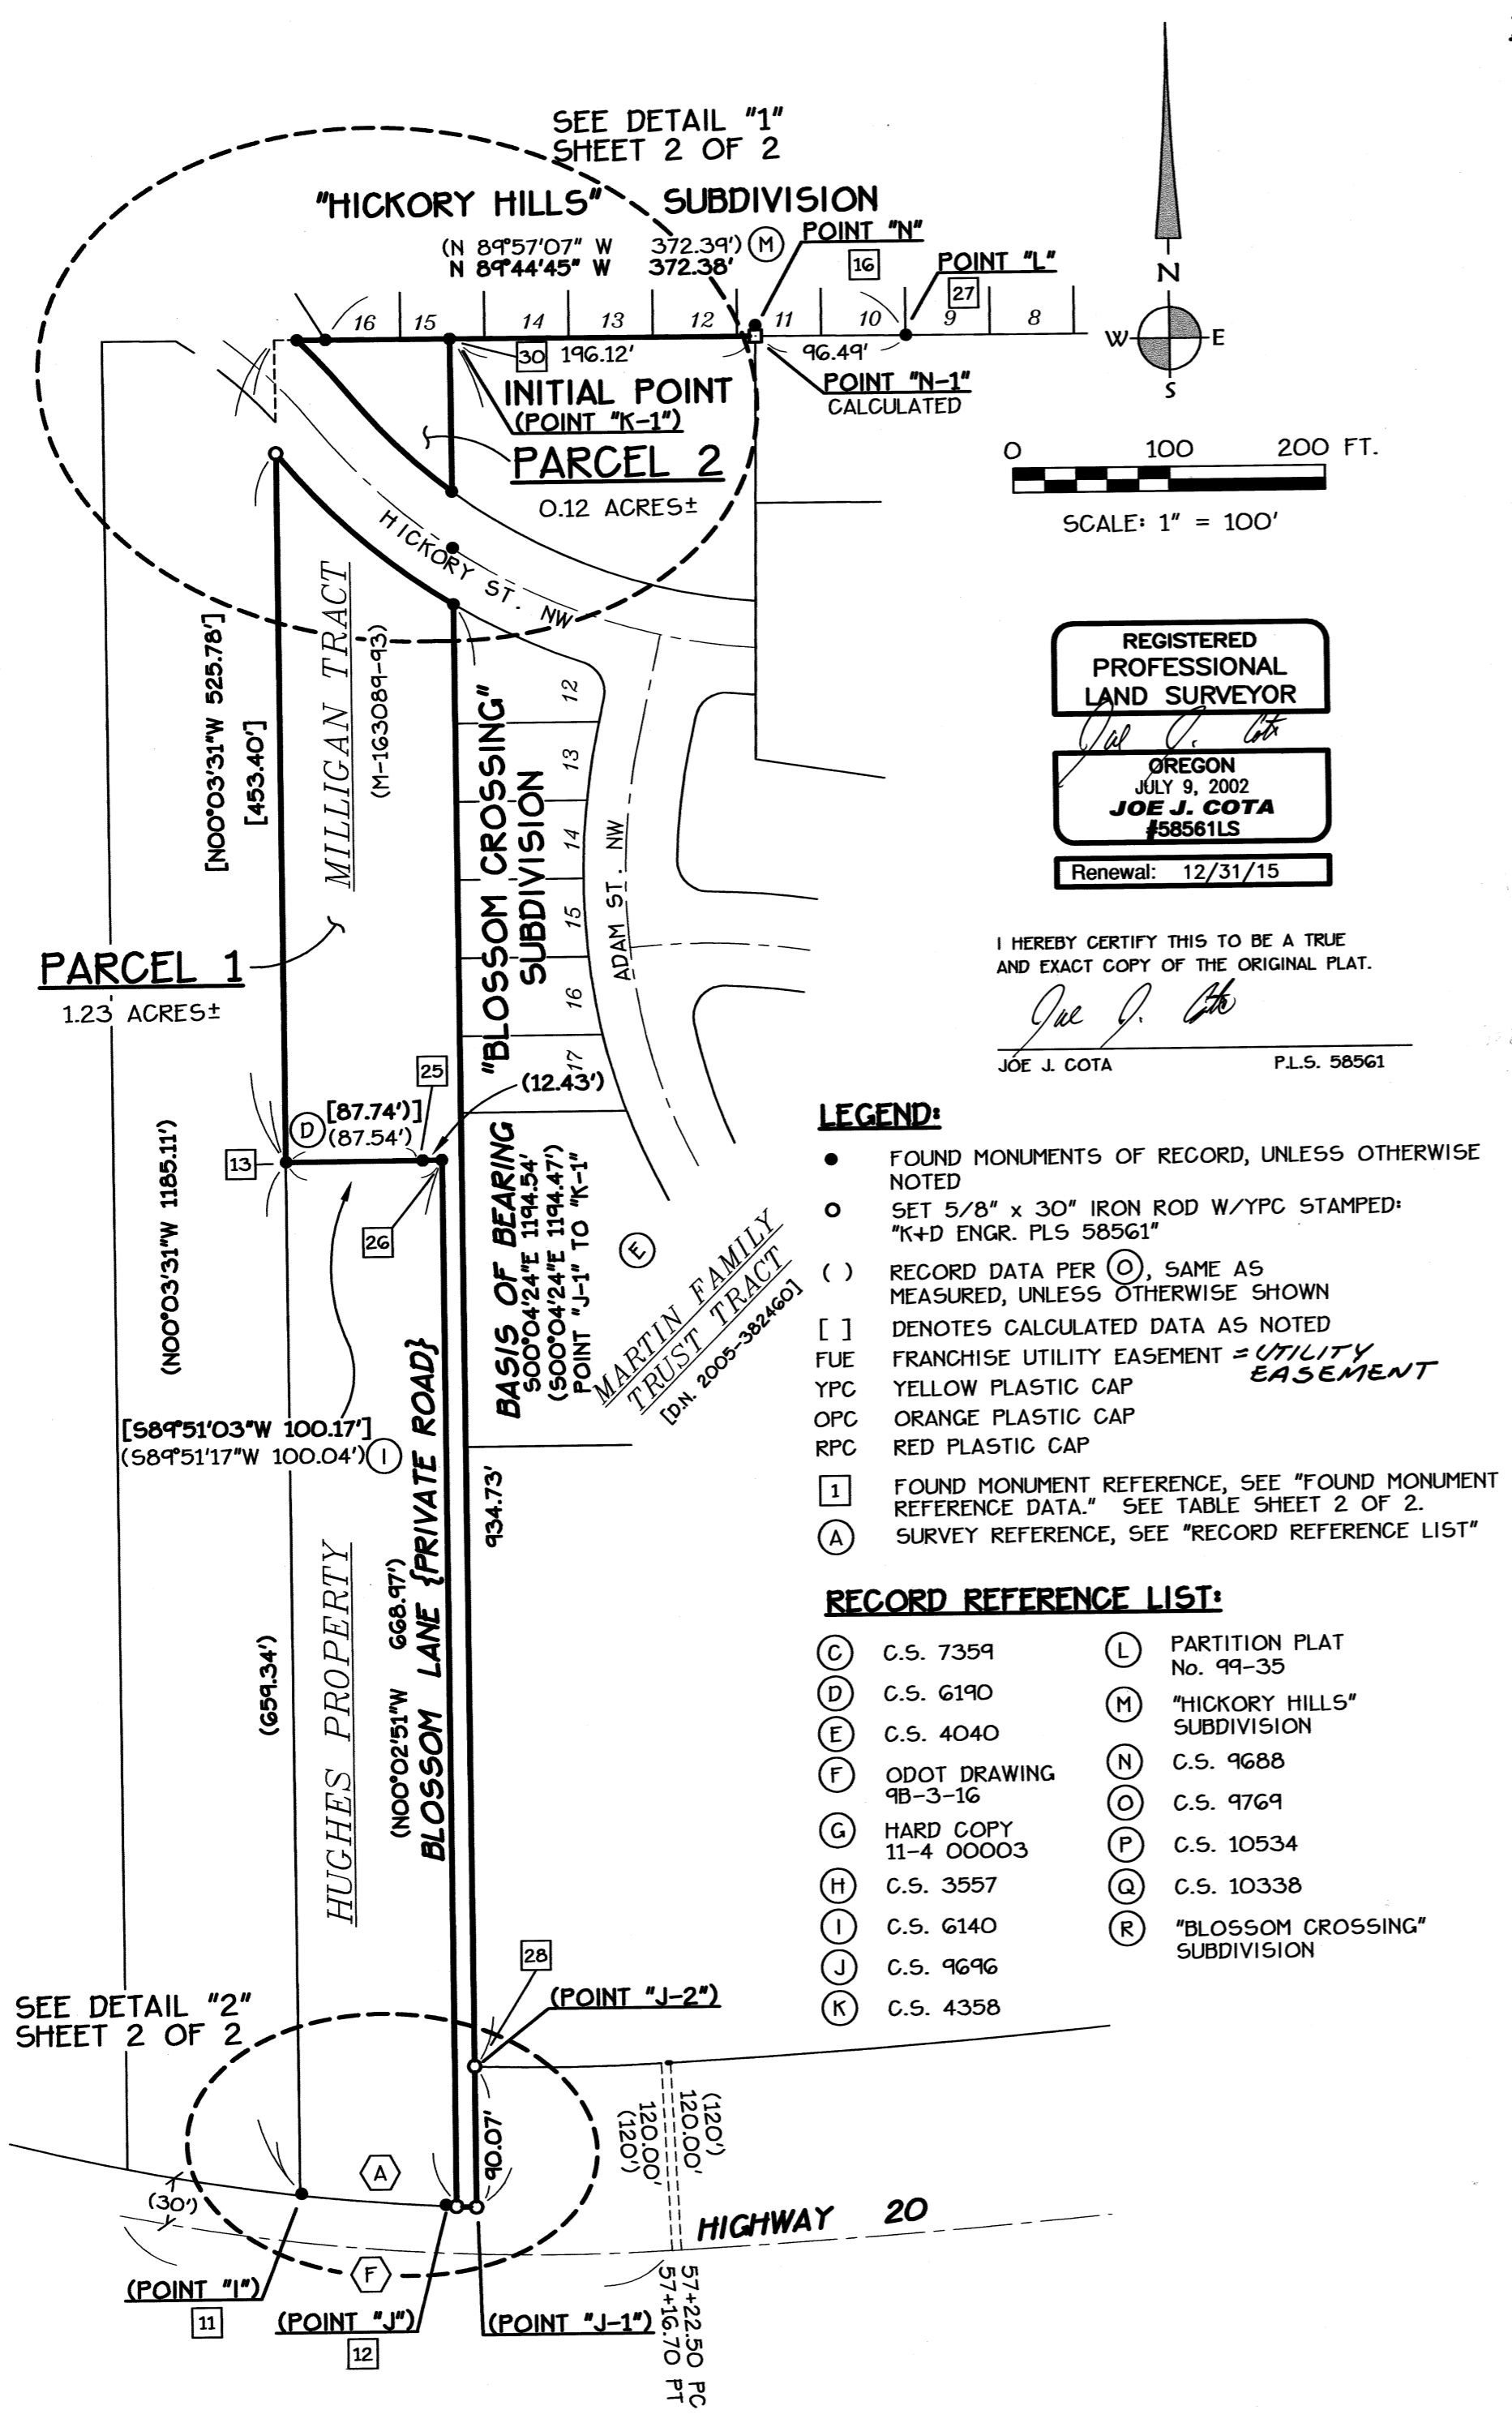 SEE DETAIL "1"
SHEET 2 OF 2
"HICKORY HILLS" SUBDIVISION
(N 89°57'07" W 372.39') M
N 89°44'45" W 372.38'
POINT "N"
16
POINT "L"
27
16 15 14 13 12 11 10 9 8
30 196.12'
96.49'
INITIAL POINT
(POINT "K-1")
POINT "N-1"
CALCULATED
PARCEL 2
0.12 ACRES±
HICKORY ST. NW
N
W E
S
0 100 200 FT.
SCALE: 1" = 100'
REGISTERED
PROFESSIONAL
LAND SURVEYOR
Joe J. Cota
OREGON
JULY 9, 2002
JOE J. COTA
#58561LS
Renewal: 12/31/15
I HEREBY CERTIFY THIS TO BE A TRUE
AND EXACT COPY OF THE ORIGINAL PLAT.
Joe J. Cota
JOE J. COTA P.L.S. 58561
[N00°03'31"W 525.78']
[453.40']
MILLIGAN TRACT
(M-163089-93)
"BLOSSOM CROSSING"
SUBDIVISION
12
13
14
15
16
17
ADAM ST. NW
PARCEL 1
1.23 ACRES±
25
(12.43')
D
[87.74')]
(87.54')
13
26
(N00°03'31"W 1185.11')
BASIS OF BEARING
S00°04'24"E 1194.54'
(S00°04'24"E 1194.47')
POINT "J-1" TO "K-1"
E
MARTIN FAMILY
TRUST TRACT
[D.N. 2005-382460]
[S89°51'03"W 100.17']
(S89°51'17"W 100.04') I
934.73'
(659.34')
HUGHES PROPERTY
(N00°02'51"W 668.97')
BLOSSOM LANE {PRIVATE ROAD}
LEGEND:
FOUND MONUMENTS OF RECORD, UNLESS OTHERWISE
NOTED
SET 5/8" x 30" IRON ROD W/YPC STAMPED:
"K+D ENGR. PLS 58561"
( ) RECORD DATA PER O, SAME AS
MEASURED, UNLESS OTHERWISE SHOWN
[ ] DENOTES CALCULATED DATA AS NOTED
FUE FRANCHISE UTILITY EASEMENT = UTILITY
EASEMENT
YPC YELLOW PLASTIC CAP
OPC ORANGE PLASTIC CAP
RPC RED PLASTIC CAP
1 FOUND MONUMENT REFERENCE, SEE "FOUND MONUMENT
REFERENCE DATA." SEE TABLE SHEET 2 OF 2.
A SURVEY REFERENCE, SEE "RECORD REFERENCE LIST"
RECORD REFERENCE LIST:
C C.S. 7359
D C.S. 6190
E C.S. 4040
F ODOT DRAWING
9B-3-16
G HARD COPY
11-4 00003
H C.S. 3557
I C.S. 6140
J C.S. 9696
K C.S. 4358
L PARTITION PLAT
No. 99-35
M "HICKORY HILLS"
SUBDIVISION
N C.S. 9688
O C.S. 9769
P C.S. 10534
Q C.S. 10338
R "BLOSSOM CROSSING"
SUBDIVISION
SEE DETAIL "2"
SHEET 2 OF 2
28
(POINT "J-2")
90.07'
A
(30')
F
(120')
120.00'
120.00'
(120')
HIGHWAY 20
57+22.50 PC
57+16.70 PT
(POINT "I")
11
(POINT "J")
12
(POINT "J-1")